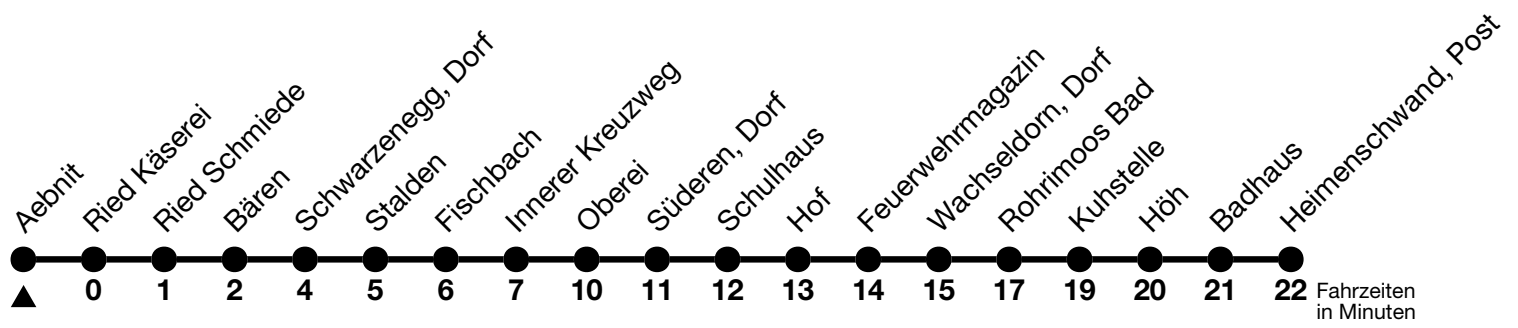 Aebnit
Ried Käserei
Ried Schmiede
Bären
Schwarzenegg, Dorf
Stalden
Fischbach
Innerer Kreuzweg
Oberei
Süderen, Dorf
Schulhaus
Hof
Feuerwehrmagazin
Wachseldorn, Dorf
Rohrimoos Bad
Kuhstelle
Höh
Badhaus
Heimenschwand, Post
0 1 2 4 5 6 7 10 11 12 13 14 15 17 19 20 21 22
Fahrzeiten
in Minuten